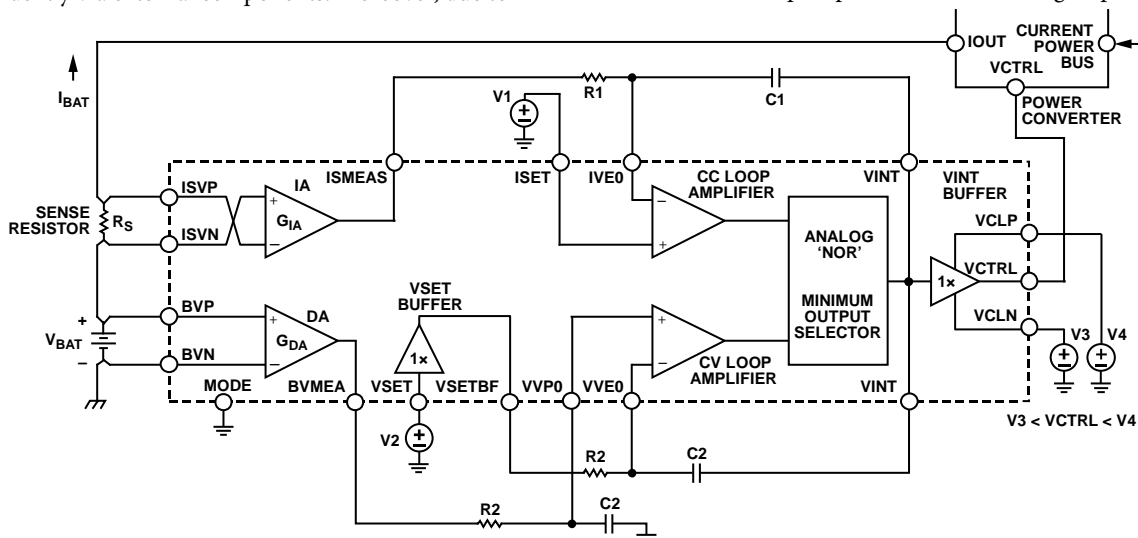 IOUT
CURRENT
POWER
BUS
VCTRL
POWER
CONVERTER
IBAT
R1
C1
V1
ISMEAS
ISET
IVE0
VINT
VINT
BUFFER
ISVP
IA
GIA
CC LOOP
AMPLIFIER
VCLP
SENSE
RESISTOR
RS
ISVN
ANALOG
'NOR'
MINIMUM
OUTPUT
SELECTOR
1×
VCTRL
VSET
BUFFER
1×
BVP
DA
GDA
VBAT
BVN
CV LOOP
AMPLIFIER
VCLN
V3
V4
MODE
BVMEA
VSET
VSETBF
VVP0
VVE0
VINT
V2
V3 < VCTRL < V4
R2
C2
R2
C2